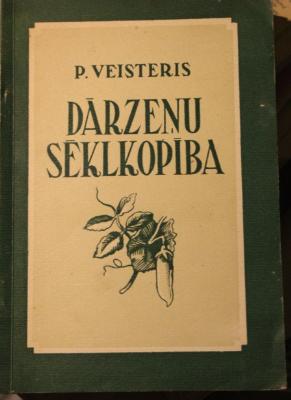 P. VEISTERIS
DĀRZEŅU
SĒKLKOPĪBA